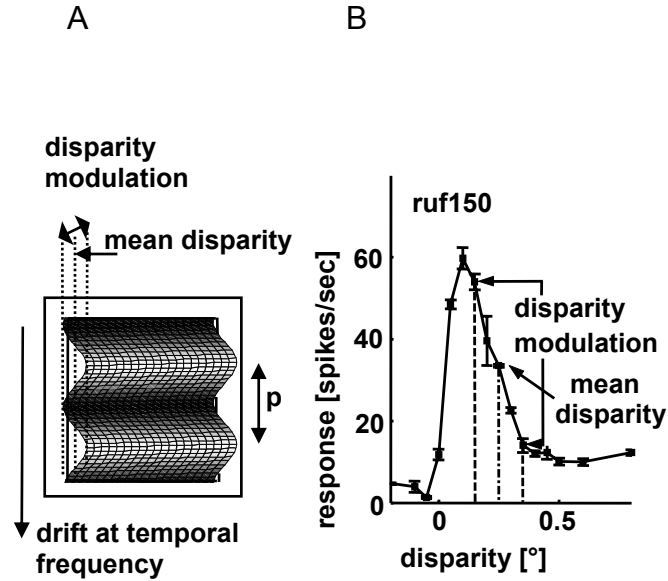 A
B
disparity
modulation
mean disparity
p
drift at temporal
frequency
ruf150
60
40
20
0
response [spikes/sec]
disparity
modulation
mean
disparity
0
0.5
disparity [°]